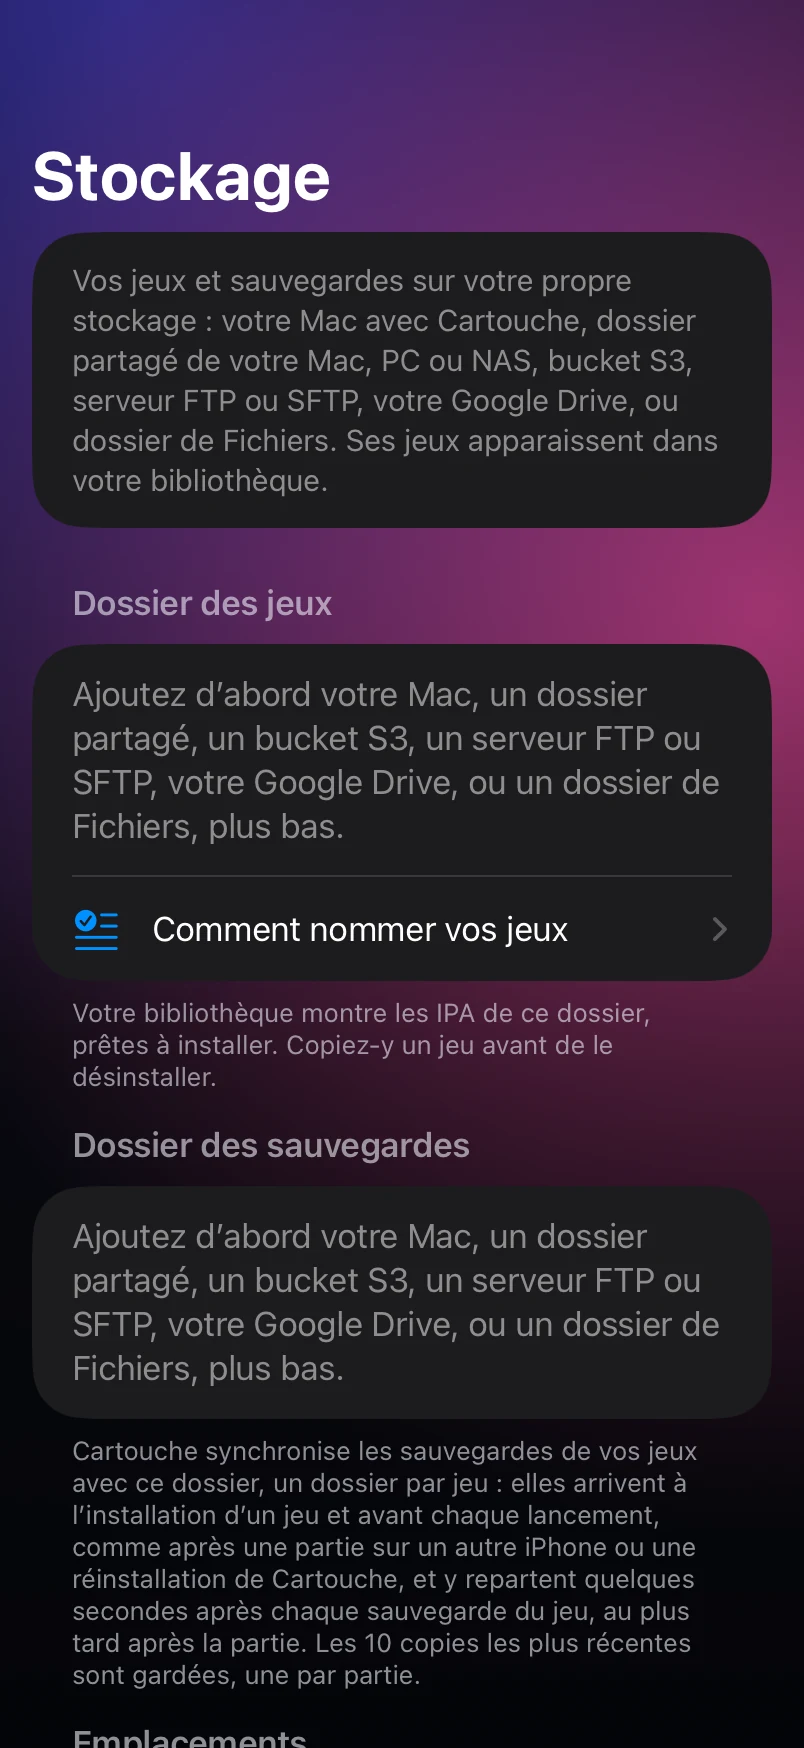 Stockage
Vos jeux et sauvegardes sur votre propre
stockage : votre Mac avec Cartouche, dossier
partagé de votre Mac, PC ou NAS, bucket S3,
serveur FTP ou SFTP, votre Google Drive, ou
dossier de Fichiers. Ses jeux apparaissent dans
votre bibliothèque.
Dossier des jeux
Ajoutez d’abord votre Mac, un dossier
partagé, un bucket S3, un serveur FTP ou
SFTP, votre Google Drive, ou un dossier de
Fichiers, plus bas.
Comment nommer vos jeux
Votre bibliothèque montre les IPA de ce dossier,
prêtes à installer. Copiez-y un jeu avant de le
désinstaller.
Dossier des sauvegardes
Ajoutez d’abord votre Mac, un dossier
partagé, un bucket S3, un serveur FTP ou
SFTP, votre Google Drive, ou un dossier de
Fichiers, plus bas.
Cartouche synchronise les sauvegardes de vos jeux
avec ce dossier, un dossier par jeu : elles arrivent à
l’installation d’un jeu et avant chaque lancement,
comme après une partie sur un autre iPhone ou une
réinstallation de Cartouche, et y repartent quelques
secondes après chaque sauvegarde du jeu, au plus
tard après la partie. Les 10 copies les plus récentes
sont gardées, une par partie.
Emplacements